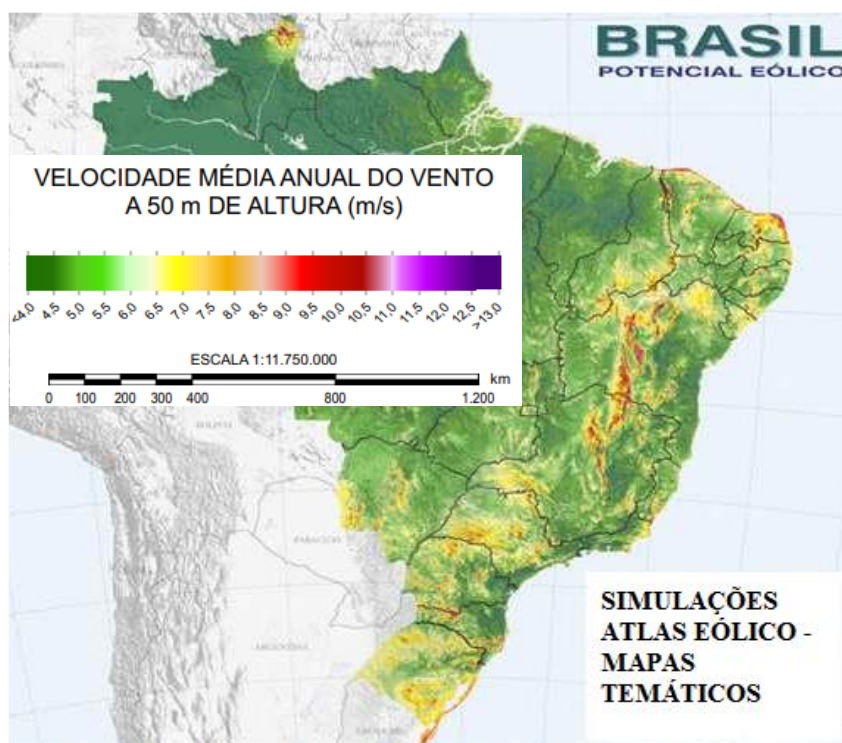 BRASIL
POTENCIAL EÓLICO
VELOCIDADE MÉDIA ANUAL DO VENTO
A 50 m DE ALTURA (m/s)
<4,0 4,5 5,0 5,5 6,0 6,5 7,0 7,5 8,0 8,5 9,0 9,5 10,0 10,5 11,0 11,5 12,0 12,5 >13,0
ESCALA 1:11.750.000
km
0 100 200 300 400 800 1.200
BOLIVIA
PARAGUAI
ARGENTINA
SIMULAÇÕES
ATLAS EÓLICO -
MAPAS
TEMÁTICOS